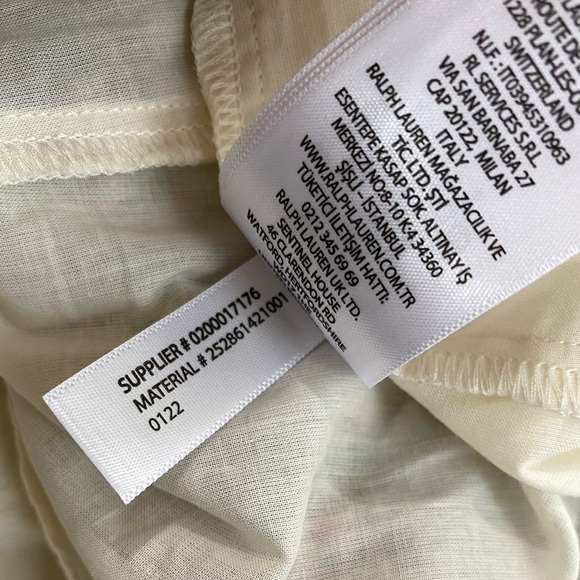 ROUTE D
1228 PLAN-LES-
SWITZERLAND
N.I.F.: IT03945310963
RL SERVICES S.R.L
VIA SAN BARNABA 27
CAP 20122, MILAN
ITALY
RALPH LAUREN MAĞAZACILIK VE
TİC. LTD. ŞTİ
ESENTEPE KASAP SOK. ALTINAY İŞ
MERKEZİ NO:8-10 K:4 34360
ŞİŞLİ, İSTANBUL
WWW.RALPHLAUREN.COM.TR
TÜKETİCİ İLETİŞİM HATTI:
0212 345 69 69
RALPH LAUREN UK LTD.
SENTINEL HOUSE
46 CLARENDON RD
WATFORD, HERTFORDSHIRE
SUPPLIER # 0200017176
MATERIAL # 252861421001
0122